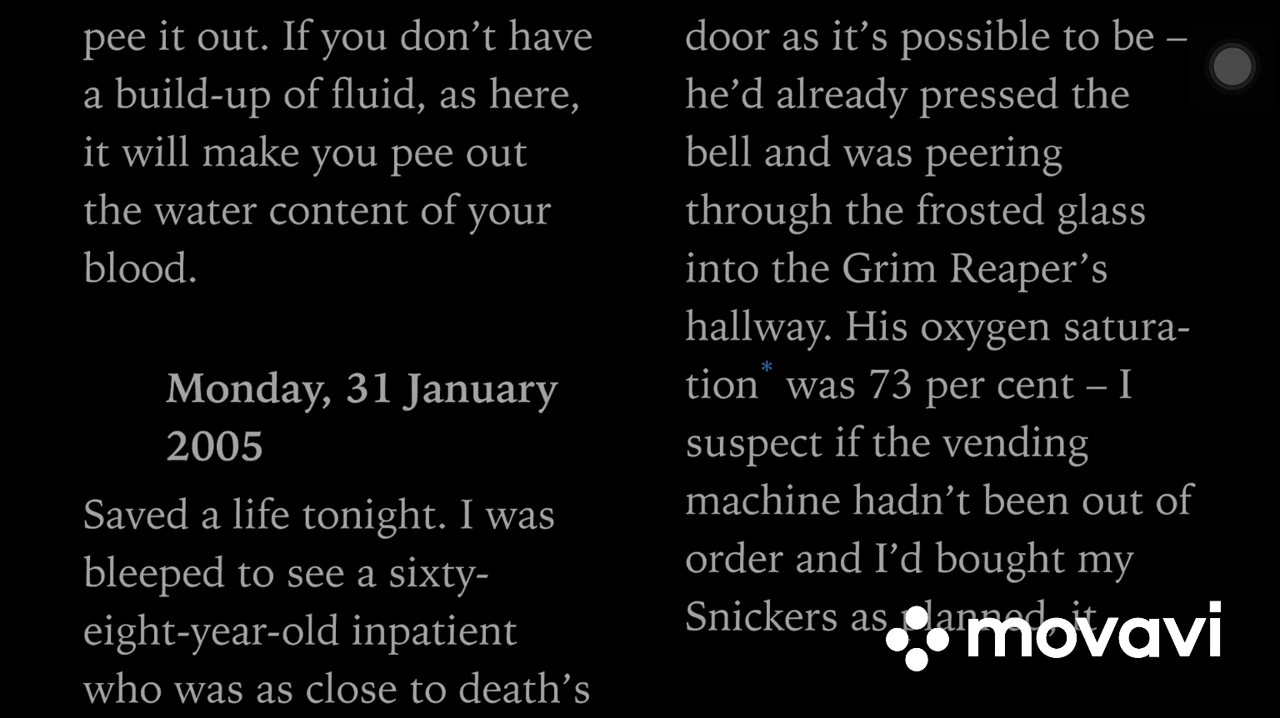 pee it out. If you don’t have
a build-up of fluid, as here,
it will make you pee out
the water content of your
blood.
Monday, 31 January
2005
Saved a life tonight. I was
bleeped to see a sixty-
eight-year-old inpatient
who was as close to death’s
door as it’s possible to be –
he’d already pressed the
bell and was peering
through the frosted glass
into the Grim Reaper’s
hallway. His oxygen satura-
tion* was 73 per cent – I
suspect if the vending
machine hadn’t been out of
order and I’d bought my
Snickers as planned, it
movavi